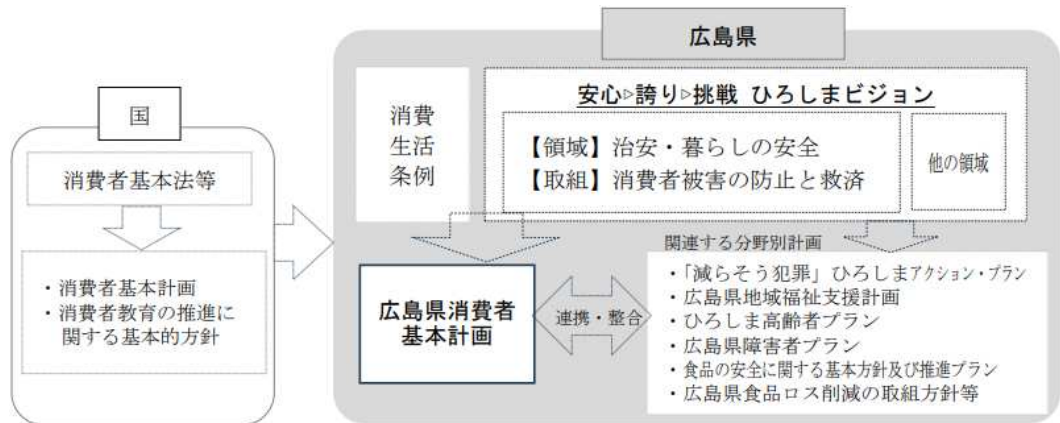 国
消費者基本法等
・消費者基本計画
・消費者教育の推進に
関する基本的方針
広島県
消費
生活
条例
安心▷誇り▷挑戦 ひろしまビジョン
【領域】治安・暮らしの安全
【取組】消費者被害の防止と救済
他の領域
広島県消費者
基本計画
連携・整合
関連する分野別計画
・「減らそう犯罪」ひろしまアクション・プラン
・広島県地域福祉支援計画
・ひろしま高齢者プラン
・広島県障害者プラン
・食品の安全に関する基本方針及び推進プラン
・広島県食品ロス削減の取組方針等